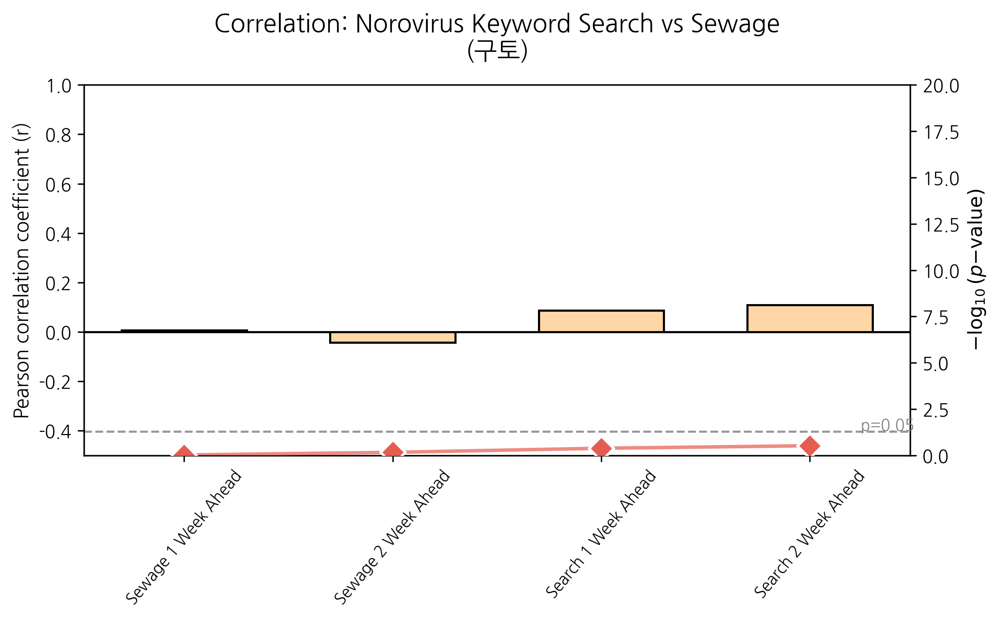 Correlation: Norovirus Keyword Search vs Sewage
(구토)
Pearson correlation coefficient (r)
1.0
0.8
0.6
0.4
0.2
0.0
-0.2
-0.4
20.0
17.5
15.0
12.5
10.0
7.5
5.0
2.5
0.0
−log₁₀(p−value)
p=0.05
Sewage 1 Week Ahead
Sewage 2 Week Ahead
Search 1 Week Ahead
Search 2 Week Ahead